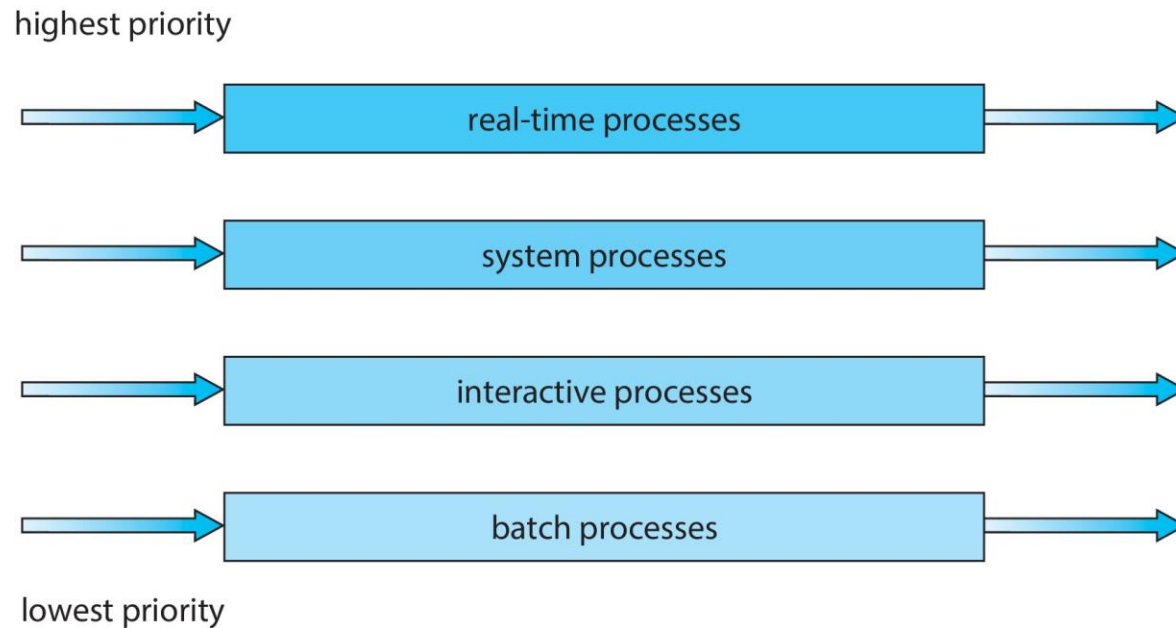 highest priority
real-time processes
system processes
interactive processes
batch processes
lowest priority